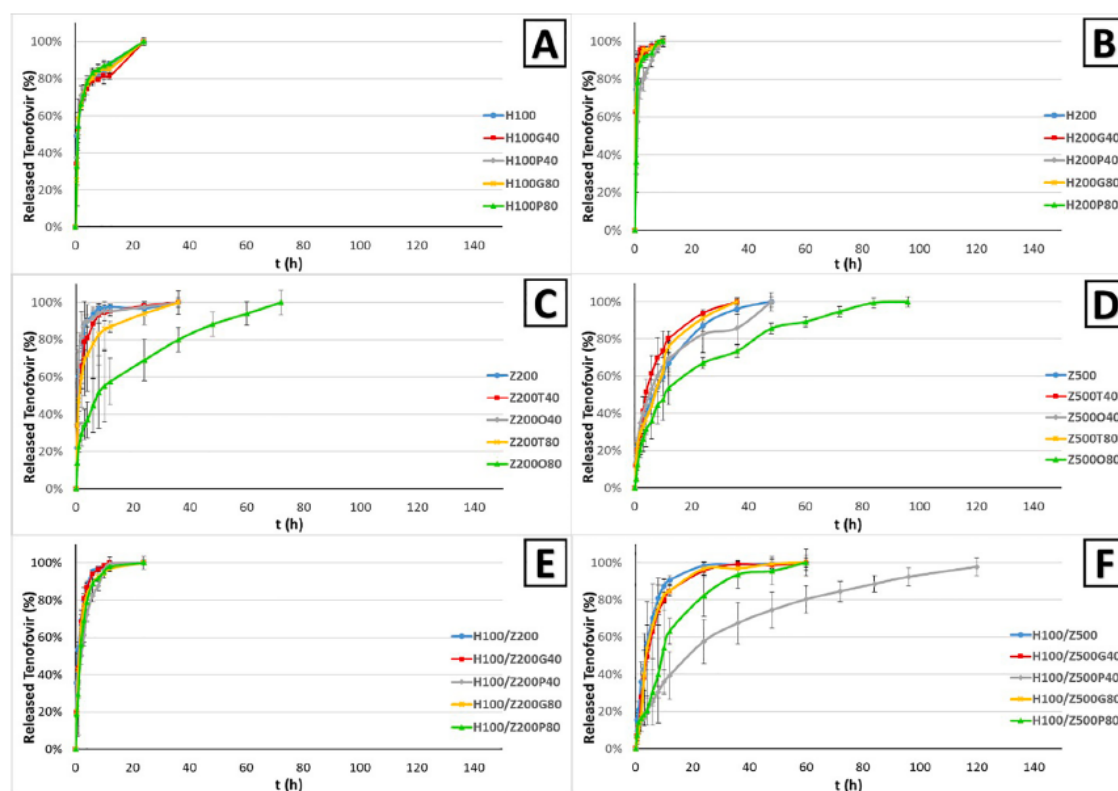 A
Released Tenofovir (%)
100%
80%
60%
40%
20%
0%
0 20 40 60 80 100 120 140
t (h)
H100
H100G40
H100P40
H100G80
H100P80
B
Released Tenofovir (%)
100%
80%
60%
40%
20%
0%
0 20 40 60 80 100 120 140
t (h)
H200
H200G40
H200P40
H200G80
H200P80
C
Released Tenofovir (%)
100%
80%
60%
40%
20%
0%
0 20 40 60 80 100 120 140
t (h)
Z200
Z200T40
Z200O40
Z200T80
Z200O80
D
Released Tenofovir (%)
100%
80%
60%
40%
20%
0%
0 20 40 60 80 100 120 140
t (h)
Z500
Z500T40
Z500O40
Z500T80
Z500O80
E
Released Tenofovir (%)
100%
80%
60%
40%
20%
0%
0 20 40 60 80 100 120 140
t (h)
H100/Z200
H100/Z200G40
H100/Z200P40
H100/Z200G80
H100/Z200P80
F
Released Tenofovir (%)
100%
80%
60%
40%
20%
0%
0 20 40 60 80 100 120 140
t (h)
H100/Z500
H100/Z500G40
H100/Z500P40
H100/Z500G80
H100/Z500P80